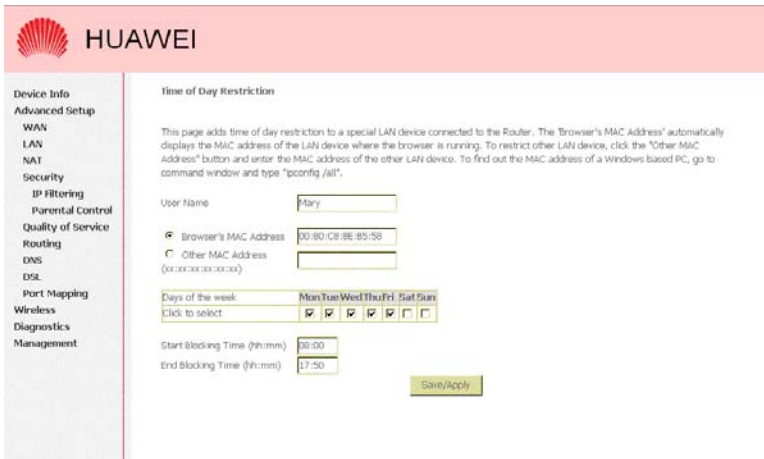 HUAWEI
Device Info
Advanced Setup
WAN
LAN
NAT
Security
IP Filtering
Parental Control
Quality of Service
Routing
DNS
DSL
Port Mapping
Wireless
Diagnostics
Management
Time of Day Restriction
This page adds time of day restriction to a special LAN device connected to the Router. The 'Browser's MAC Address' automatically
displays the MAC address of the LAN device where the browser is running. To restrict other LAN device, click the "Other MAC
Address" button and enter the MAC address of the other LAN device. To find out the MAC address of a Windows based PC, go to
command window and type "ipconfig /all".
User Name Mary
Browser's MAC Address 00:80:C8:8E:B5:58
Other MAC Address
(xx:xx:xx:xx:xx:xx)
Days of the week Mon Tue Wed Thu Fri Sat Sun
Click to select
Start Blocking Time (hh:mm) 08:00
End Blocking Time (hh:mm) 17:50
Save/Apply